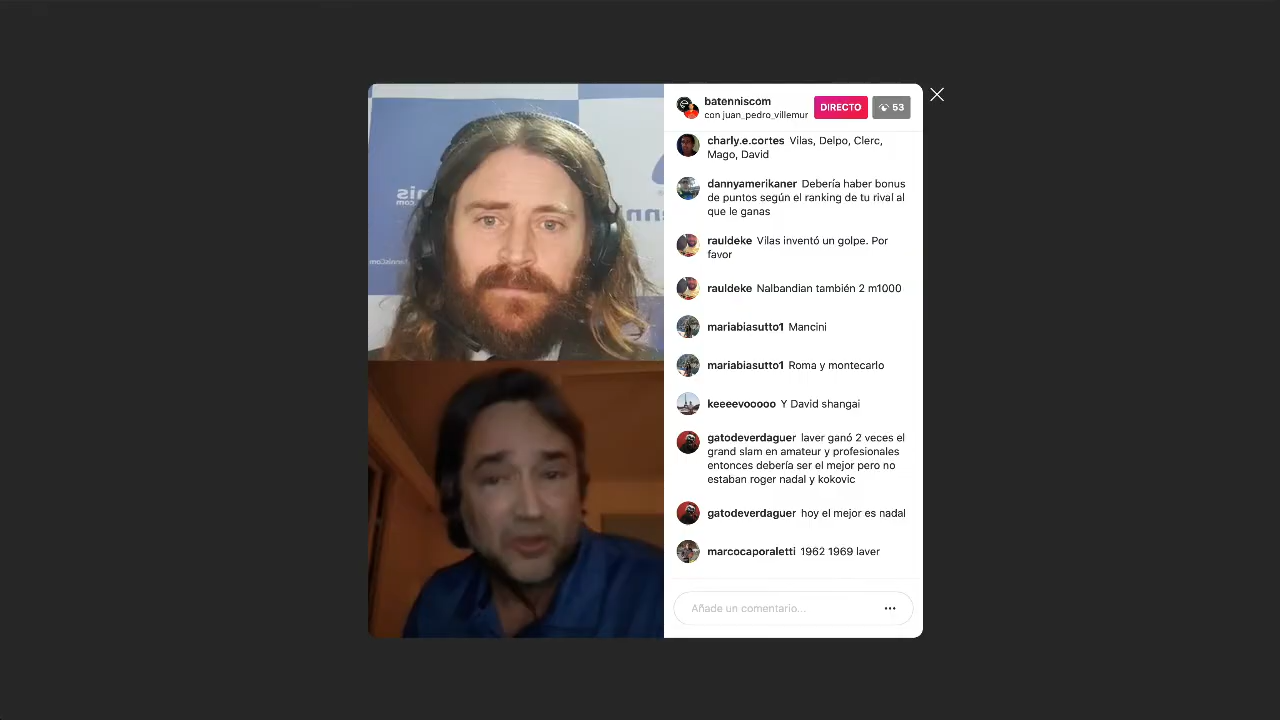 batenniscom
con juan_pedro_villemur
DIRECTO
53
charly.e.cortes Vilas, Delpo, Clerc,
Mago, David
dannyamerikaner Debería haber bonus
de puntos según el ranking de tu rival al
que le ganas
rauldeke Vilas inventó un golpe. Por
favor
rauldeke Nalbandian también 2 m1000
mariabiasutto1 Mancini
mariabiasutto1 Roma y montecarlo
keeeevooooo Y David shangai
gatodeverdaguer laver ganó 2 veces el
grand slam en amateur y profesionales
entonces debería ser el mejor pero no
estaban roger nadal y kokovic
gatodeverdaguer hoy el mejor es nadal
marcocaporaletti 1962 1969 laver
Añade un comentario...